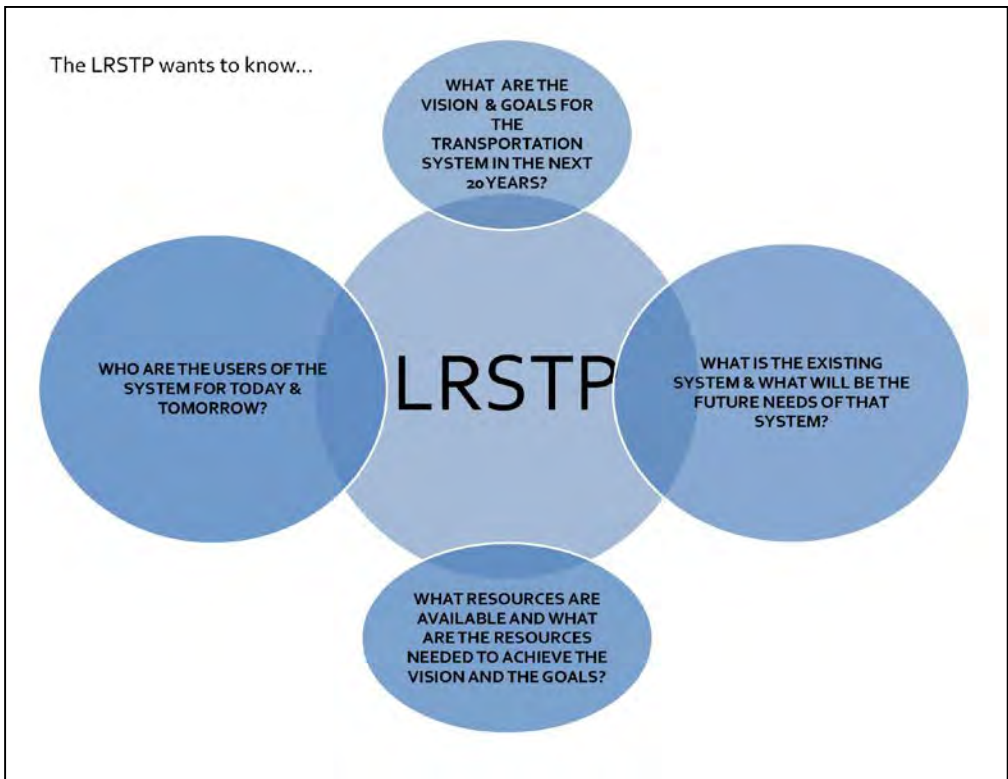 The LRSTP wants to know...
WHAT ARE THE
VISION & GOALS FOR
THE
TRANSPORTATION
SYSTEM IN THE NEXT
20 YEARS?
WHO ARE THE USERS OF THE
SYSTEM FOR TODAY &
TOMORROW?
LRSTP
WHAT IS THE EXISTING
SYSTEM & WHAT WILL BE THE
FUTURE NEEDS OF THAT
SYSTEM?
WHAT RESOURCES ARE
AVAILABLE AND WHAT
ARE THE RESOURCES
NEEDED TO ACHIEVE THE
VISION AND THE GOALS?